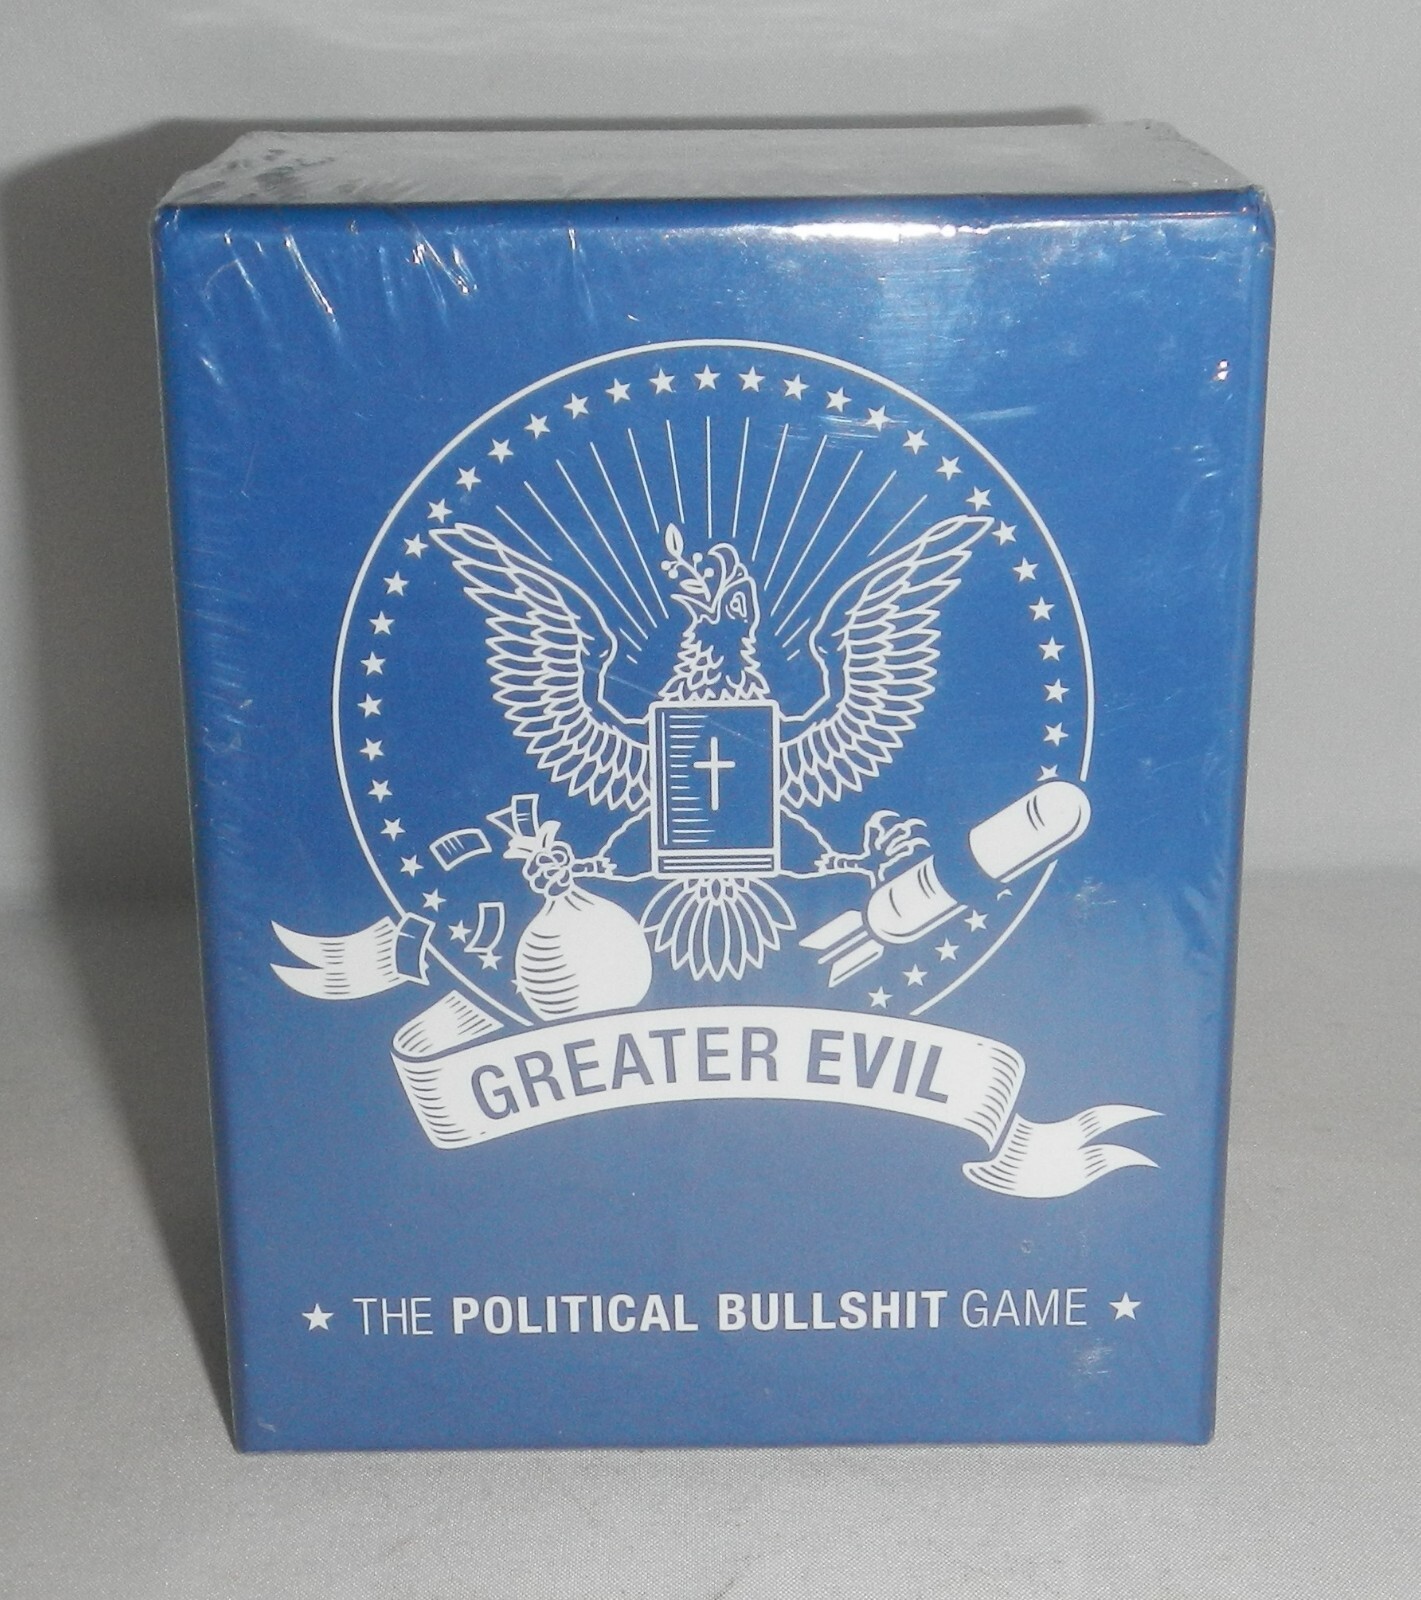 GREATER EVIL
THE POLITICAL BULLSHIT GAME